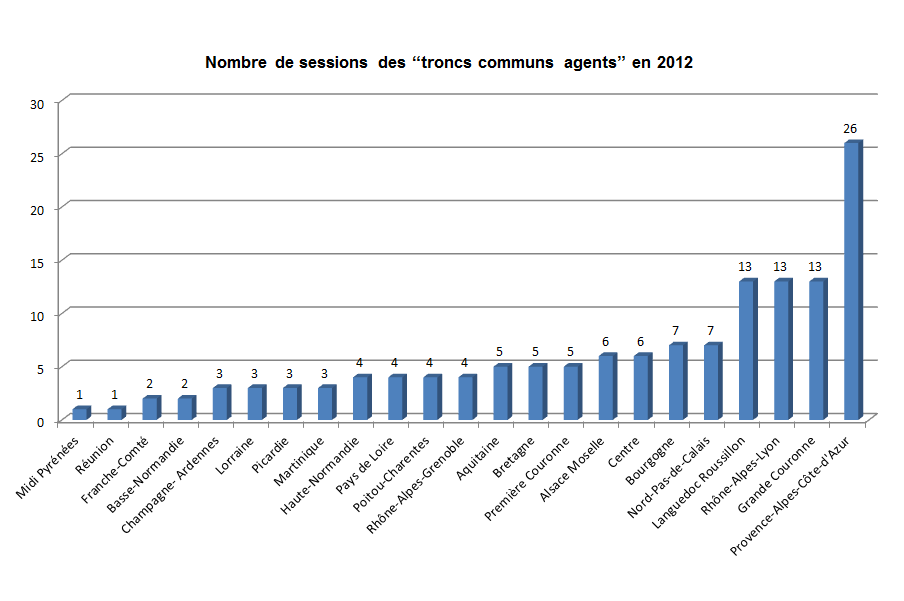 Nombre de sessions des “troncs communs agents” en 2012
30
25
20
15
10
5
0
1
1
2
2
3
3
3
3
4
4
4
4
5
5
5
6
6
7
7
13
13
13
26
Midi Pyrénées
Réunion
Franche-Comté
Basse-Normandie
Champagne- Ardennes
Lorraine
Picardie
Martinique
Haute-Normandie
Pays de Loire
Poitou-Charentes
Rhône-Alpes-Grenoble
Aquitaine
Bretagne
Première Couronne
Alsace Moselle
Centre
Bourgogne
Nord-Pas-de-Calais
Languedoc Roussillon
Rhône-Alpes-Lyon
Grande Couronne
Provence-Alpes-Côte-d'Azur